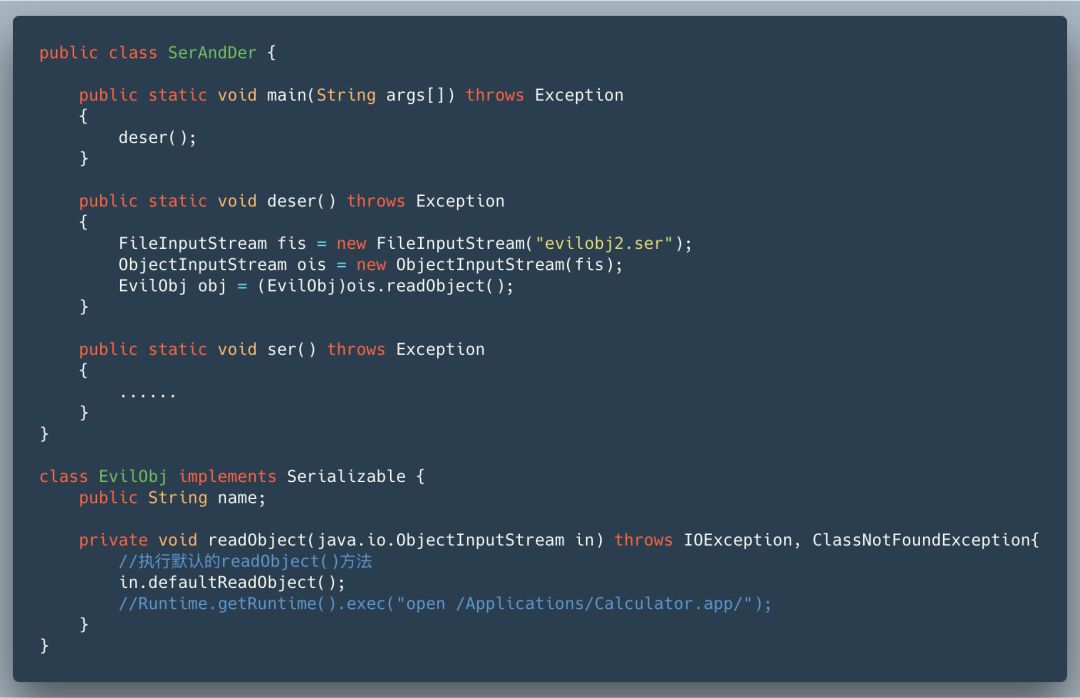 public class SerAndDer {
public static void main(String args[]) throws Exception
{
deser();
}
public static void deser() throws Exception
{
FileInputStream fis = new FileInputStream("evilobj2.ser");
ObjectInputStream ois = new ObjectInputStream(fis);
EvilObj obj = (EvilObj)ois.readObject();
}
public static void ser() throws Exception
{
......
}
}
class EvilObj implements Serializable {
public String name;
private void readObject(java.io.ObjectInputStream in) throws IOException, ClassNotFoundException{
//执行默认的readObject()方法
in.defaultReadObject();
//Runtime.getRuntime().exec("open /Applications/Calculator.app/");
}
}